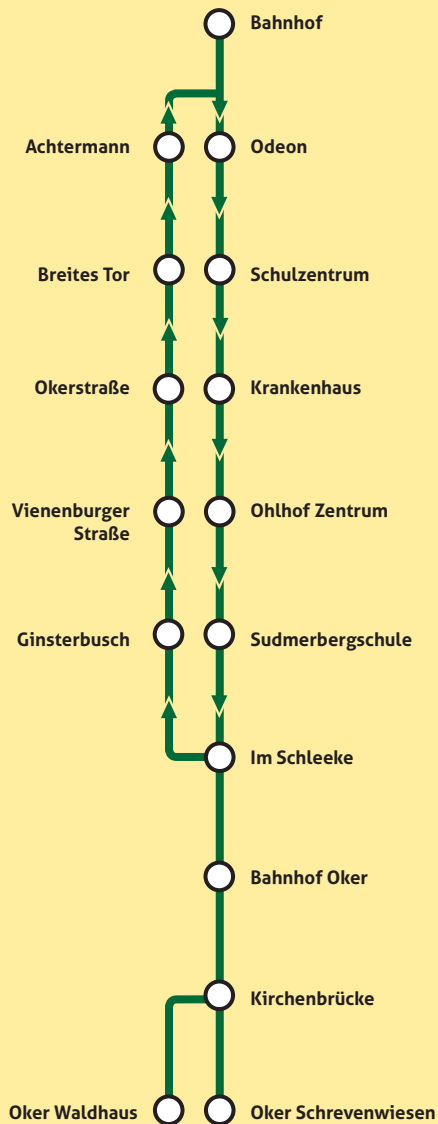 Bahnhof
Achtermann
Odeon
Breites Tor
Schulzentrum
Okerstraße
Krankenhaus
Vienenburger
Straße
Ohlhof Zentrum
Ginsterbusch
Sudmerbergschule
Im Schleeke
Bahnhof Oker
Kirchenbrücke
Oker Waldhaus
Oker Schrevenwiesen